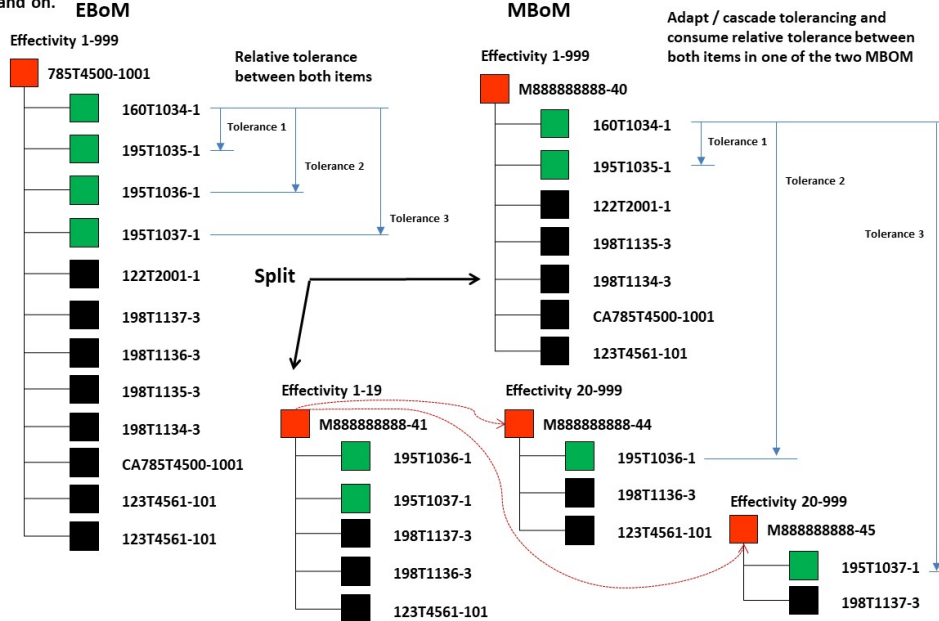 and on.
EBoM
Effectivity 1-999
785T4500-1001
160T1034-1
195T1035-1
195T1036-1
195T1037-1
122T2001-1
198T1137-3
198T1136-3
198T1135-3
198T1134-3
CA785T4500-1001
123T4561-101
123T4561-101
Relative tolerance
between both items
Tolerance 1
Tolerance 2
Tolerance 3
Split
MBoM
Effectivity 1-999
M888888888-40
160T1034-1
195T1035-1
122T2001-1
198T1135-3
198T1134-3
CA785T4500-1001
123T4561-101
Adapt / cascade tolerancing and
consume relative tolerance between
both items in one of the two MBOM
Tolerance 1
Tolerance 2
Tolerance 3
Effectivity 1-19
M888888888-41
195T1036-1
195T1037-1
198T1137-3
198T1136-3
123T4561-101
Effectivity 20-999
M888888888-44
195T1036-1
198T1136-3
123T4561-101
Effectivity 20-999
M888888888-45
195T1037-1
198T1137-3